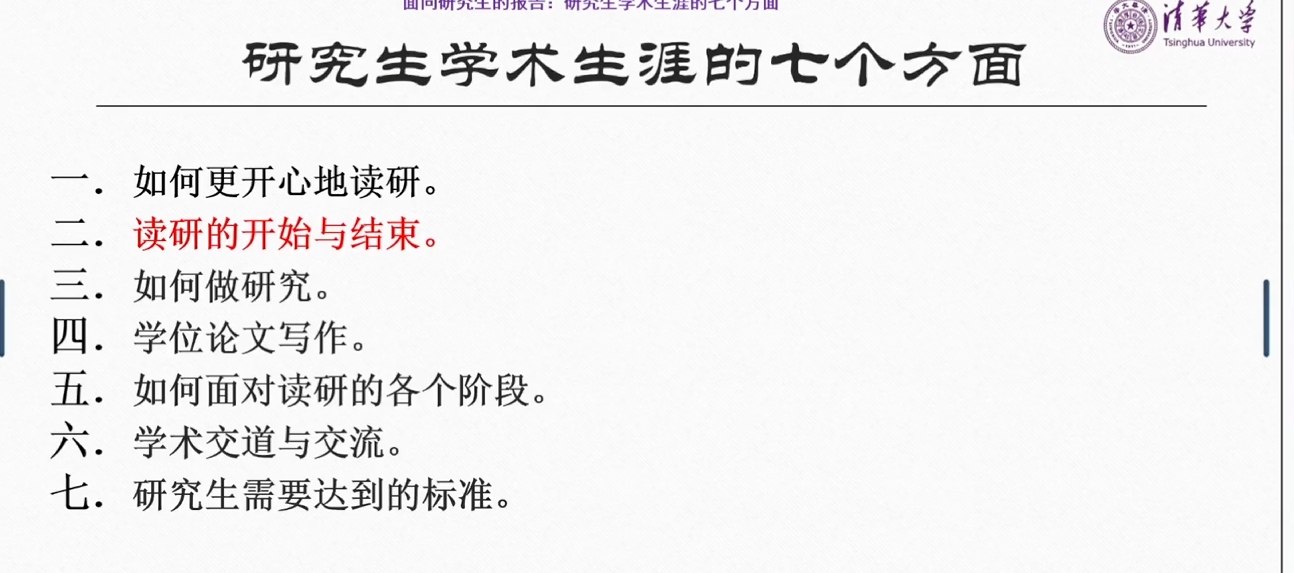 面向研究生的报告：研究生学术生涯的七个方面
清华大学
Tsinghua University
研究生学术生涯的七个方面
一． 如何更开心地读研。
二． 读研的开始与结束。
三． 如何做研究。
四． 学位论文写作。
五． 如何面对读研的各个阶段。
六． 学术交道与交流。
七． 研究生需要达到的标准。